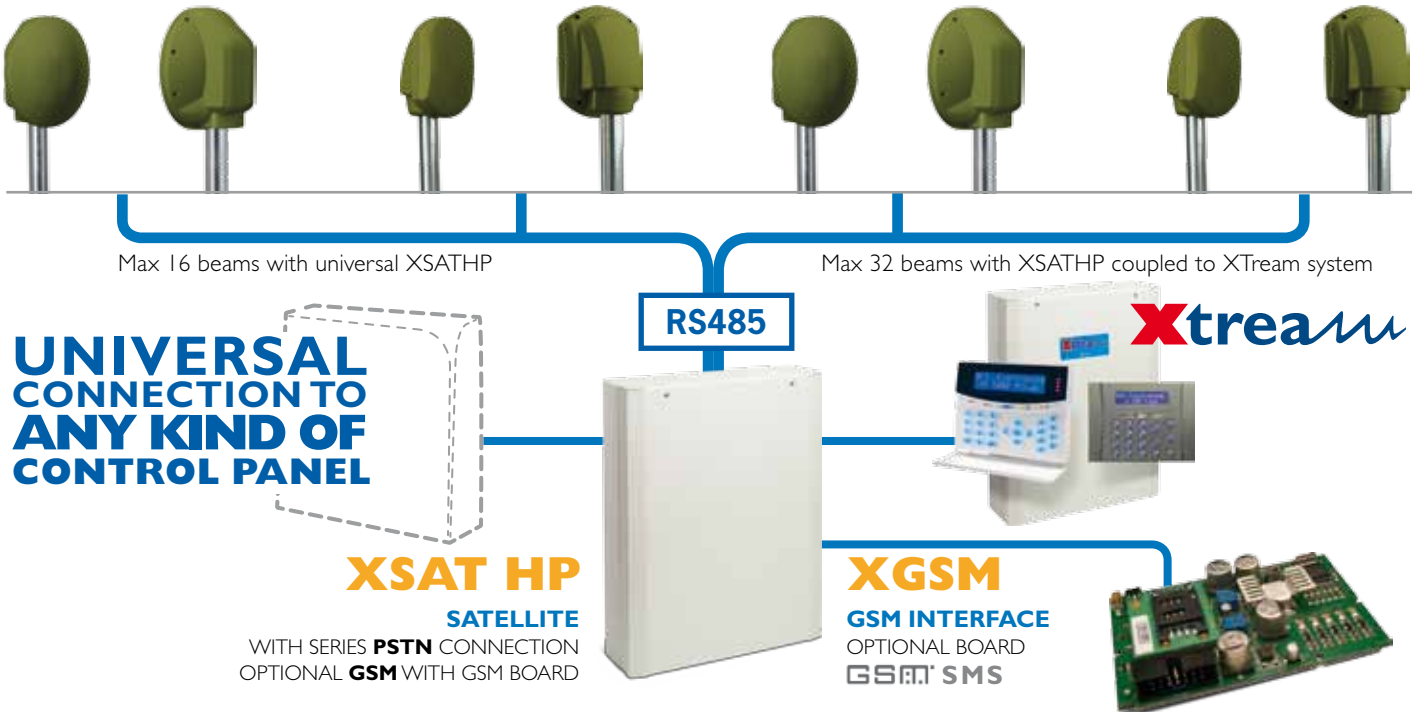 Max 16 beams with universal XSATHP
Max 32 beams with XSATHP coupled to XTream system
RS485
Xtream
UNIVERSAL
CONNECTION TO
ANY KIND OF
CONTROL PANEL
XSAT HP
SATELLITE
WITH SERIES PSTN CONNECTION
OPTIONAL GSM WITH GSM BOARD
XGSM
GSM INTERFACE
OPTIONAL BOARD
GSM SMS